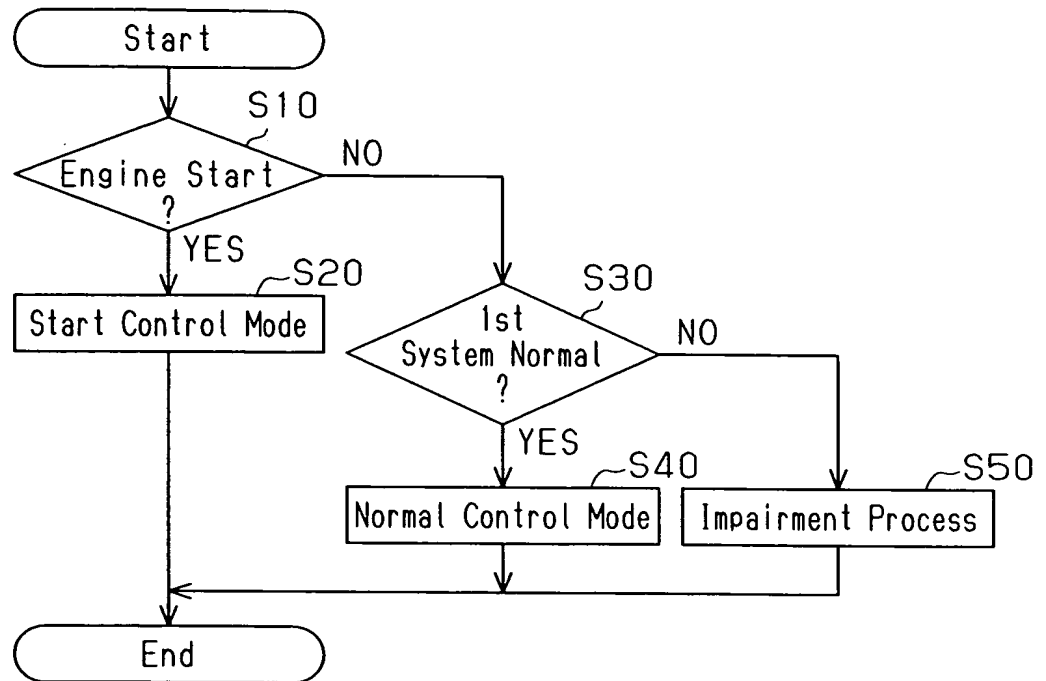 Start
S10
Engine Start
?
NO
YES
S20
Start Control Mode
S30
1st
System Normal
?
NO
YES
S40
Normal Control Mode
S50
Impairment Process
End